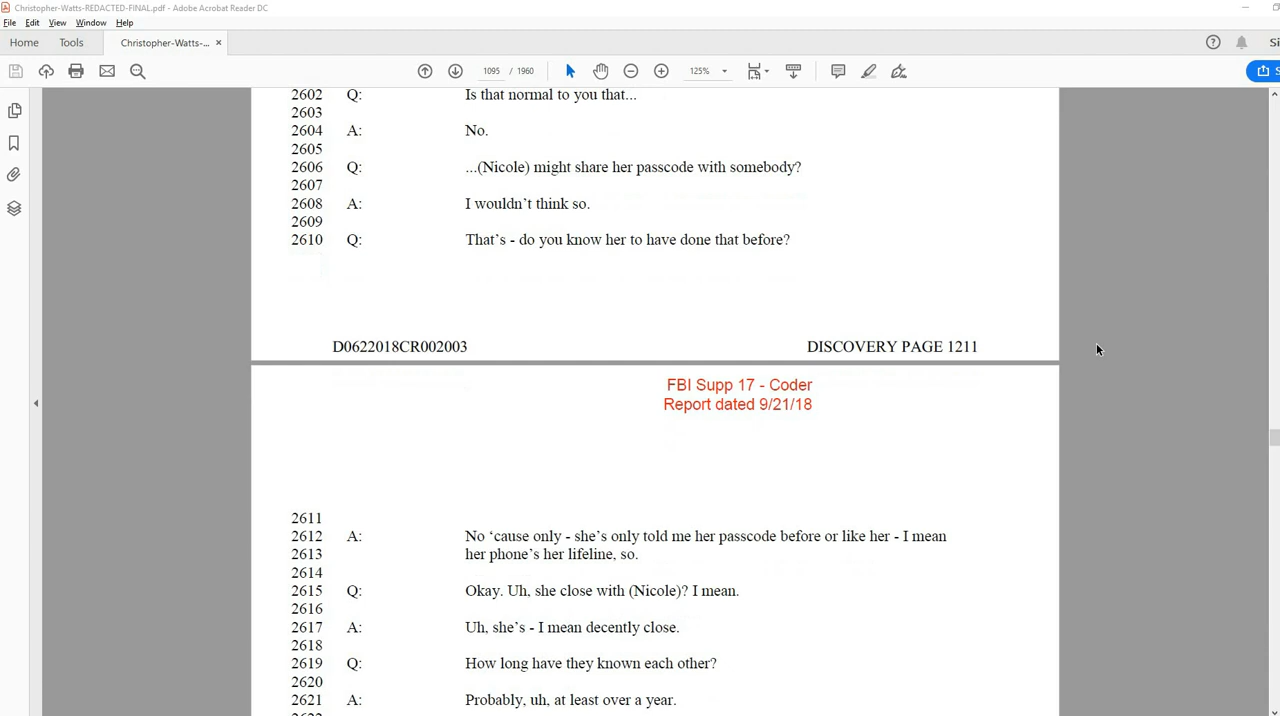 Christopher-Watts-REDACTED-FINAL.pdf - Adobe Acrobat Reader DC
File Edit View Window Help
Home Tools Christopher-Watts-... ×
1095 / 1960 125%
2602 Q: Is that normal to you that...
2603
2604 A: No.
2605
2606 Q: ...(Nicole) might share her passcode with somebody?
2607
2608 A: I wouldn’t think so.
2609
2610 Q: That’s - do you know her to have done that before?
D0622018CR002003 DISCOVERY PAGE 1211
FBI Supp 17 - Coder
Report dated 9/21/18
2611
2612 A: No ‘cause only - she’s only told me her passcode before or like her - I mean
2613 her phone’s her lifeline, so.
2614
2615 Q: Okay. Uh, she close with (Nicole)? I mean.
2616
2617 A: Uh, she’s - I mean decently close.
2618
2619 Q: How long have they known each other?
2620
2621 A: Probably, uh, at least over a year.